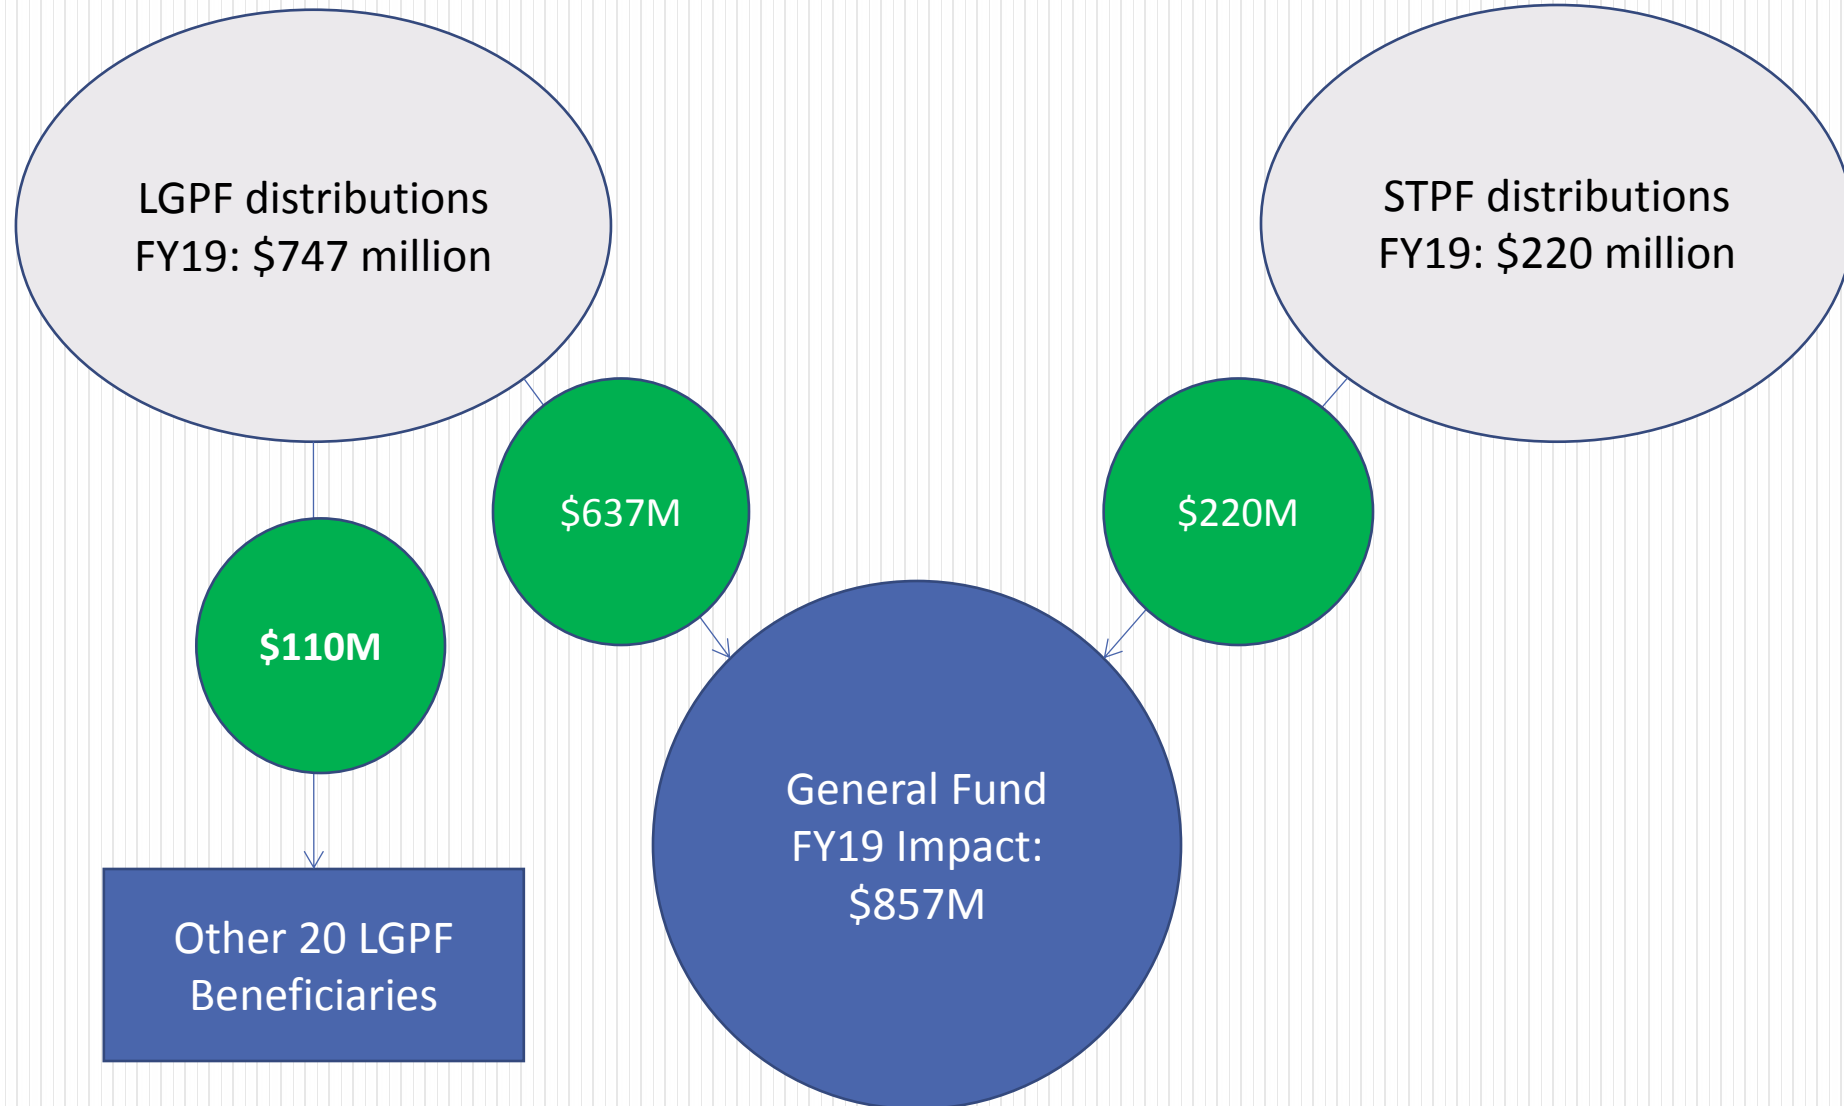 LGPF distributions
FY19: $747 million
STPF distributions
FY19: $220 million
$637M
$220M
$110M
General Fund
FY19 Impact:
$857M
Other 20 LGPF
Beneficiaries